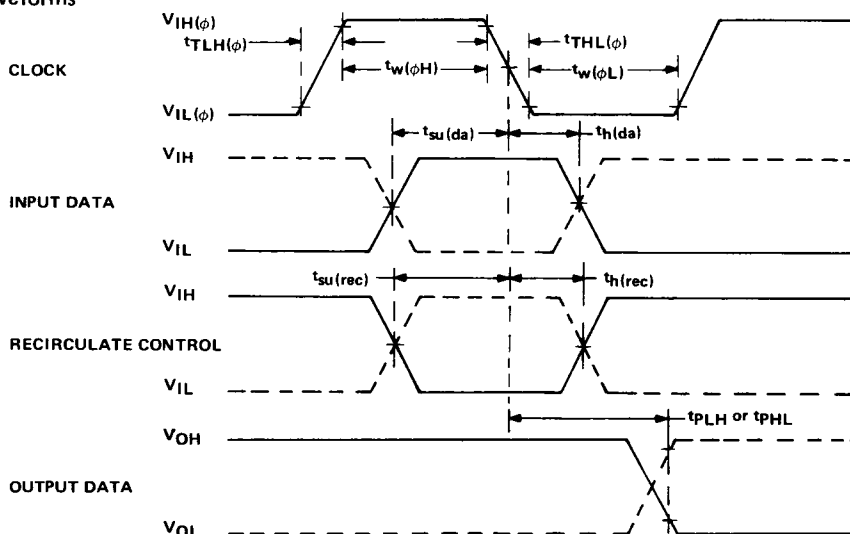 VIH(ϕ)
tTLH(ϕ)
tTHL(ϕ)
CLOCK
tw(ϕH)
tw(ϕL)
VIL(ϕ)
tsu(da)
th(da)
VIH
INPUT DATA
VIL
tsu(rec)
th(rec)
VIH
RECIRCULATE CONTROL
VIL
tPLH or tPHL
VOH
OUTPUT DATA
VOL